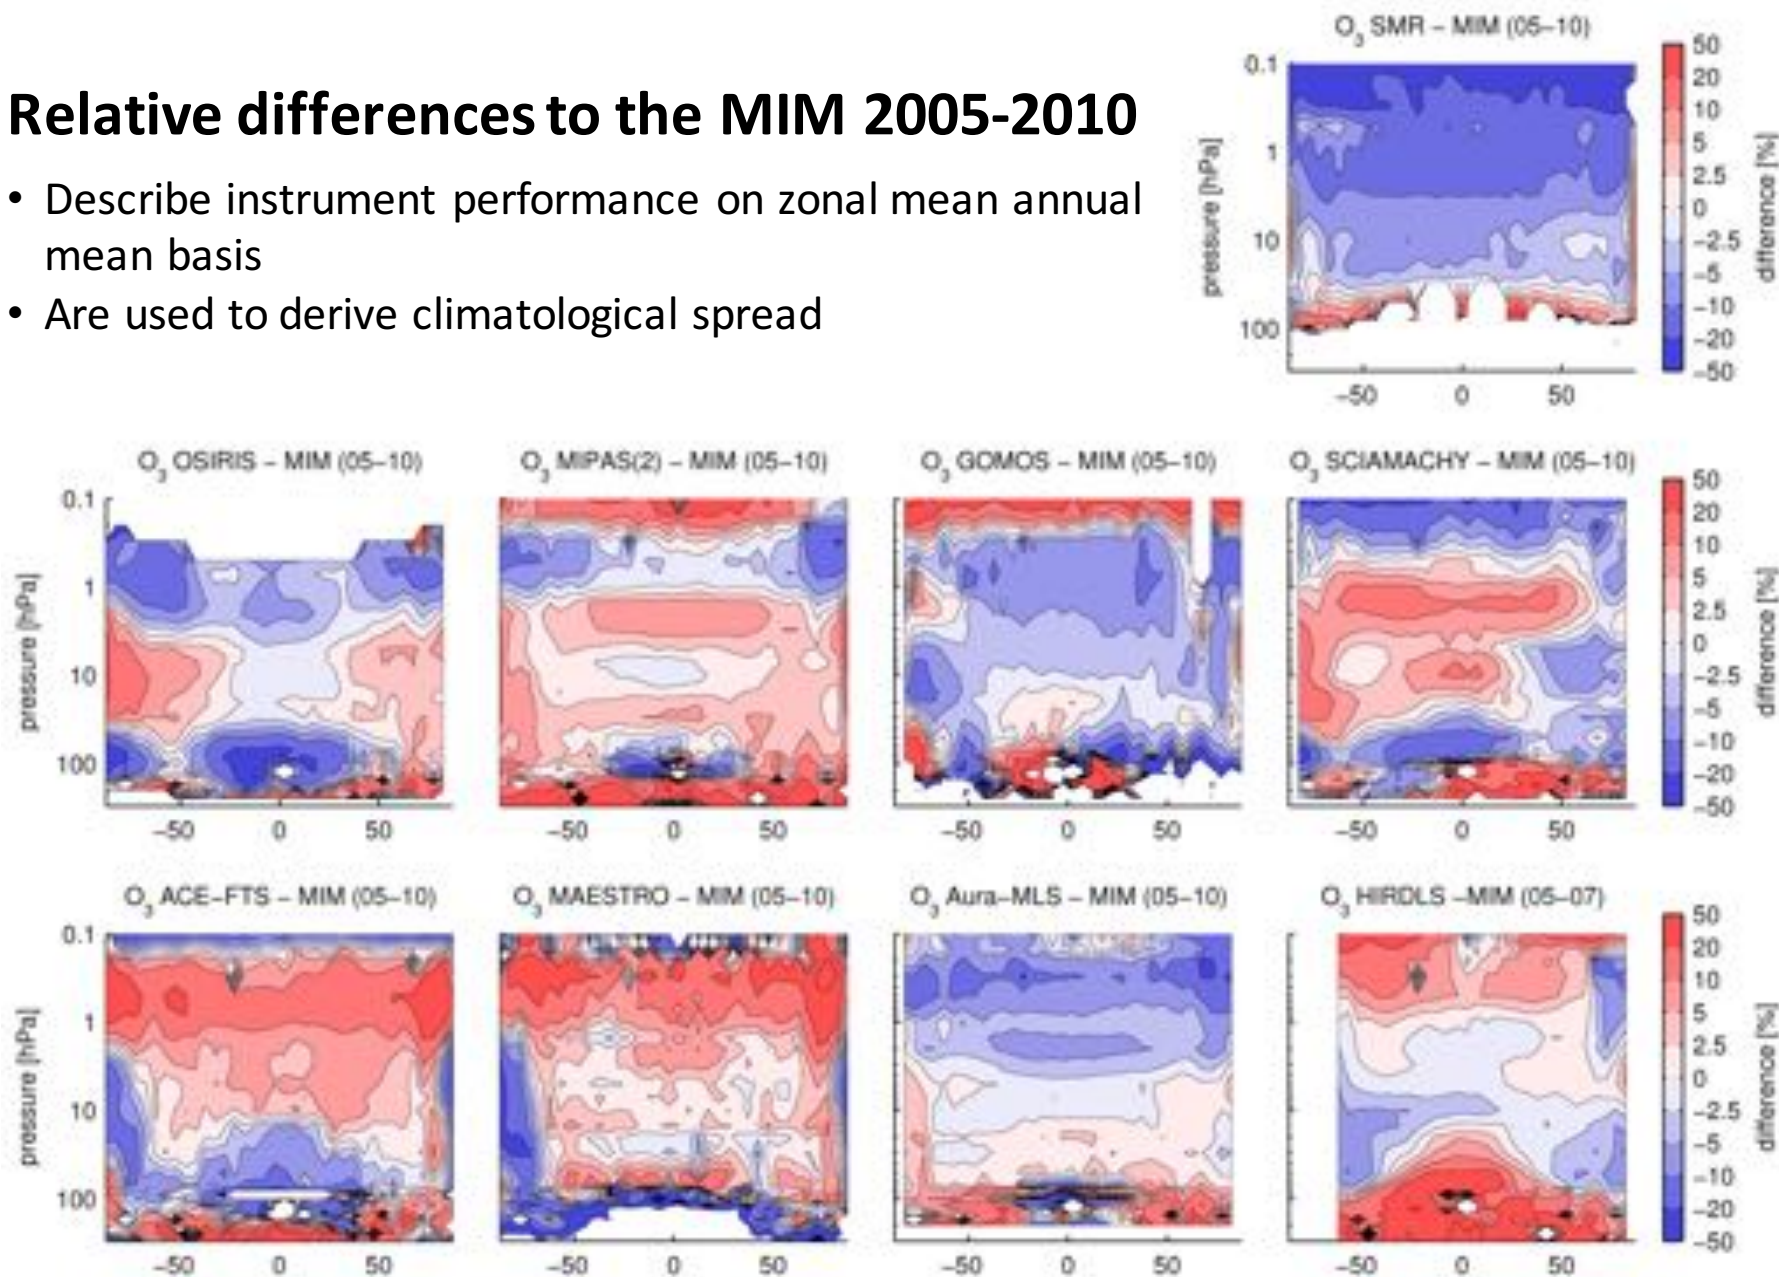 Relative differences to the MIM 2005-2010
• Describe instrument performance on zonal mean annual
mean basis
• Are used to derive climatological spread
O3 SMR – MIM (05–10)
0.1
1
10
100
pressure [hPa]
−50 0 50
50
20
10
5
2.5
0
−2.5
−5
−10
−20
−50
difference [%]
O3 OSIRIS – MIM (05–10)
O3 MIPAS(2) – MIM (05–10)
O3 GOMOS – MIM (05–10)
O3 SCIAMACHY – MIM (05–10)
0.1
1
10
100
pressure [hPa]
−50 0 50
−50 0 50
−50 0 50
−50 0 50
50
20
10
5
2.5
0
−2.5
−5
−10
−20
−50
difference [%]
O3 ACE–FTS – MIM (05–10)
O3 MAESTRO – MIM (05–10)
O3 Aura–MLS – MIM (05–10)
O3 HIRDLS –MIM (05–07)
0.1
1
10
100
pressure [hPa]
−50 0 50
−50 0 50
−50 0 50
−50 0 50
50
20
10
5
2.5
0
−2.5
−5
−10
−20
−50
difference [%]